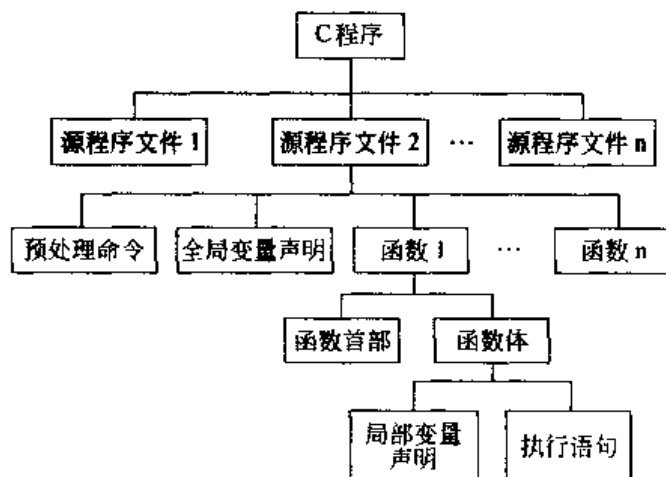 C程序
源程序文件1 源程序文件2 … 源程序文件n
预处理命令 全局变量声明 函数1 … 函数n
函数首部 函数体
局部变量 执行语句
声明